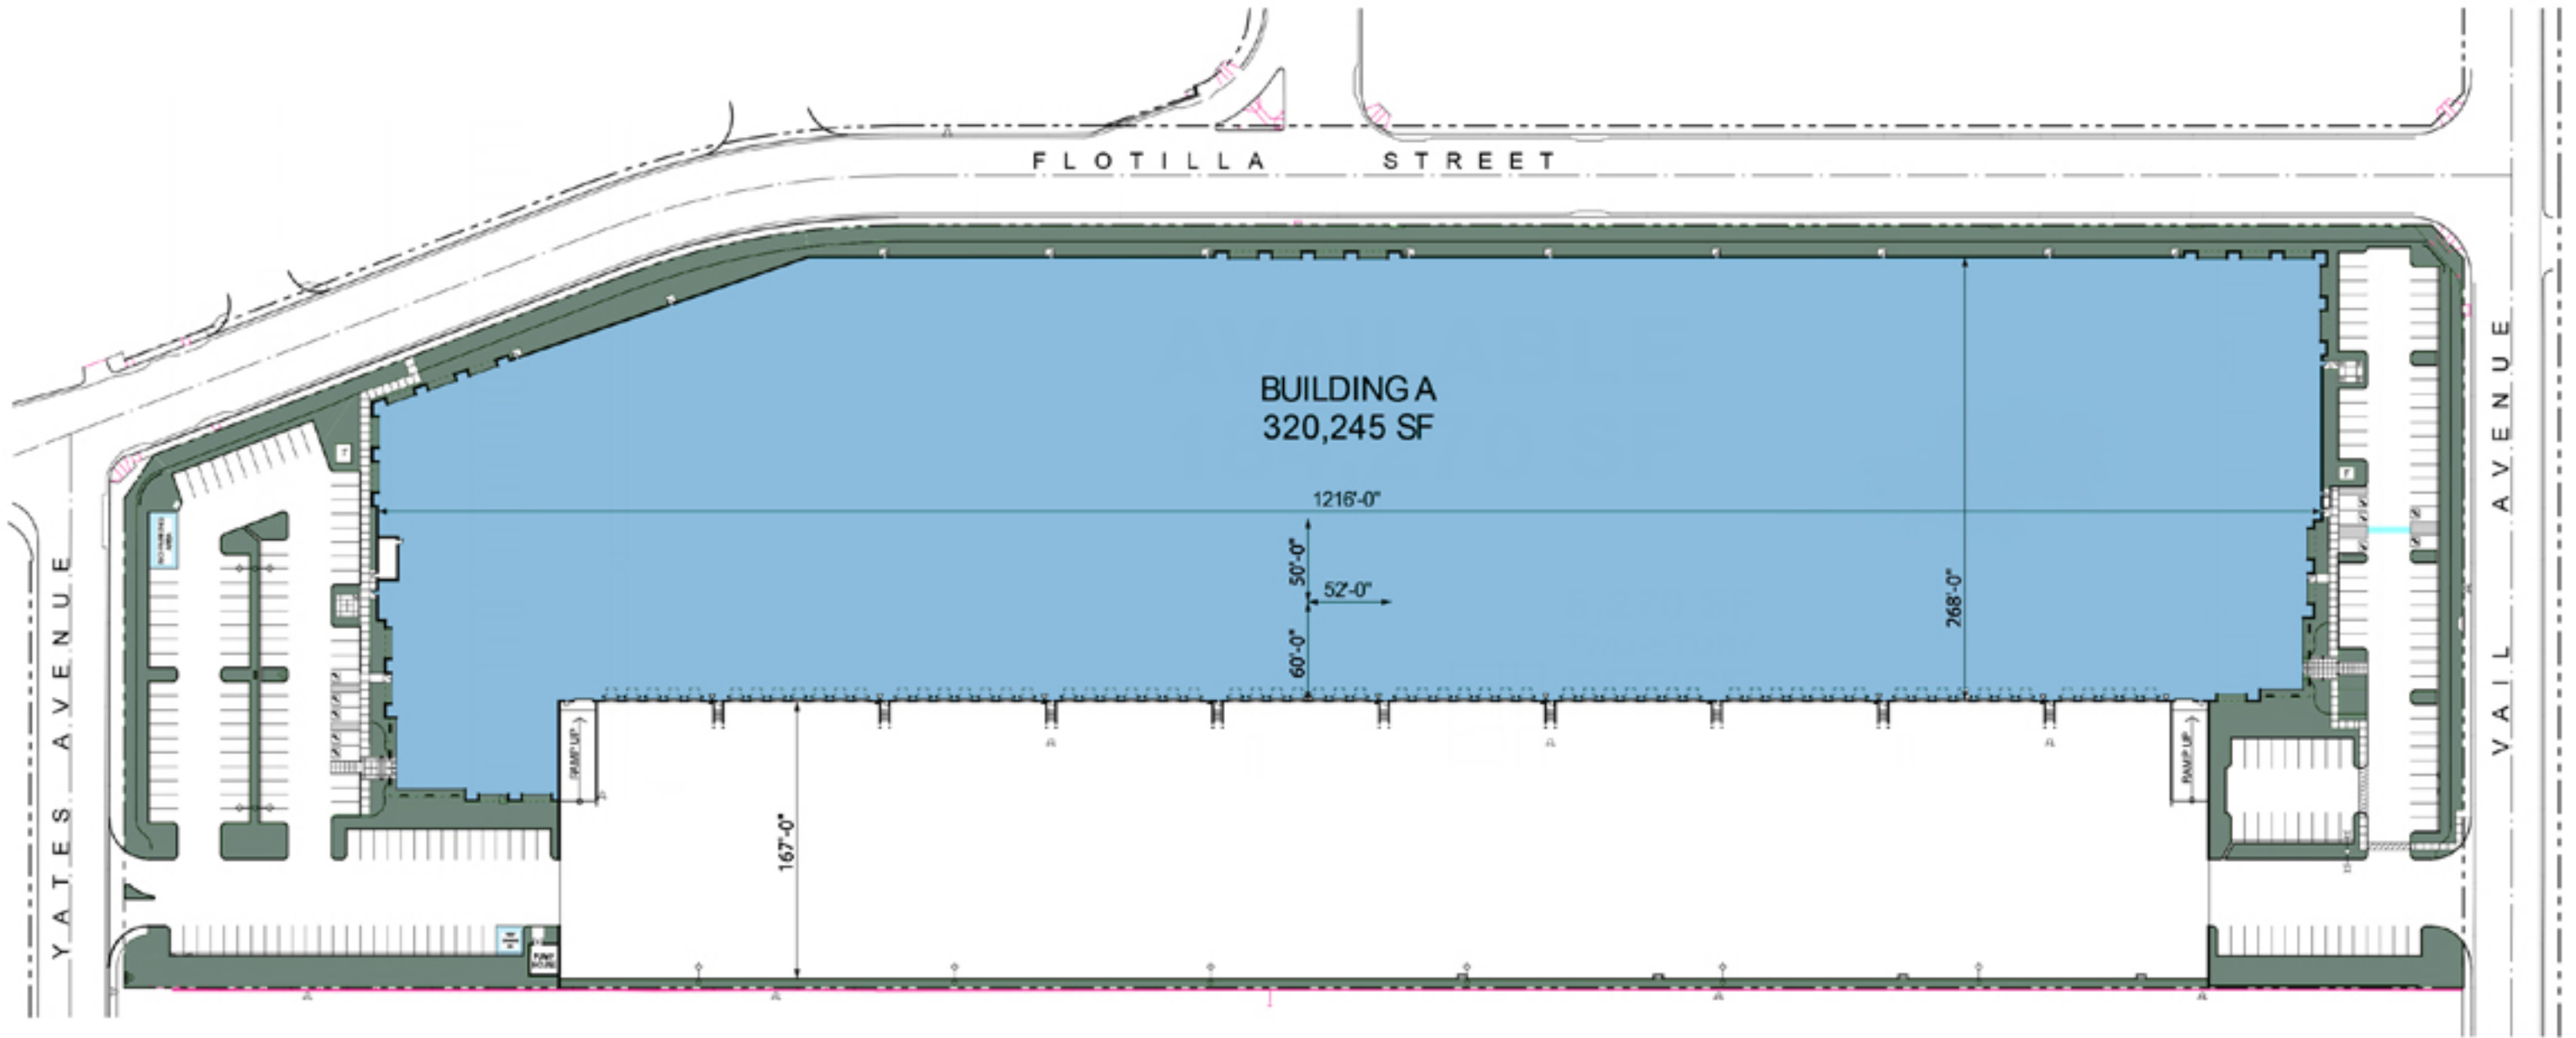 FLOTILLA STREET
BUILDING A
320,245 SF
1216'-0"
50'-0"
52'-0"
60'-0"
268'-0"
167'-0"
RAMP UP
RAMP UP
YATES AVENUE
VAIL AVENUE